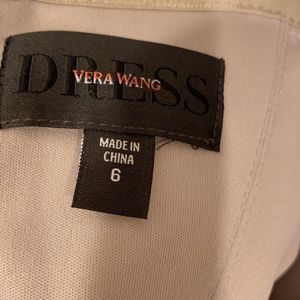 DRESS
VERA WANG
MADE IN
CHINA
6